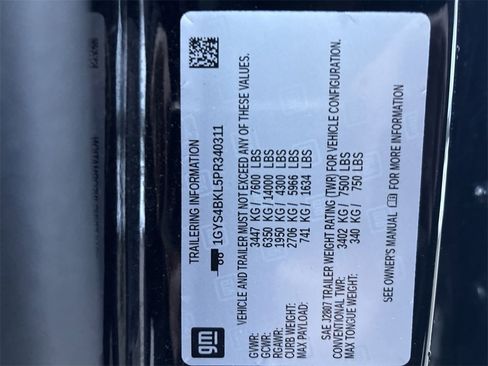 gm
TRAILERING INFORMATION
1GYS4BKL5PR340311
VEHICLE AND TRAILER MUST NOT EXCEED ANY OF THESE VALUES.
GVWR: 3447 KG / 7600 LBS
GCWR: 6350 KG / 14000 LBS
RGAWR: 1950 KG / 4300 LBS
CURB WEIGHT: 2706 KG / 5966 LBS
MAX PAYLOAD: 741 KG / 1634 LBS
SAE J2807 TRAILER WEIGHT RATING (TWR) FOR VEHICLE CONFIGURATION.
CONVENTIONAL TWR: 3402 KG / 7500 LBS
MAX TONGUE WEIGHT: 340 KG / 750 LBS
SEE OWNER'S MANUAL FOR MORE INFORMATION